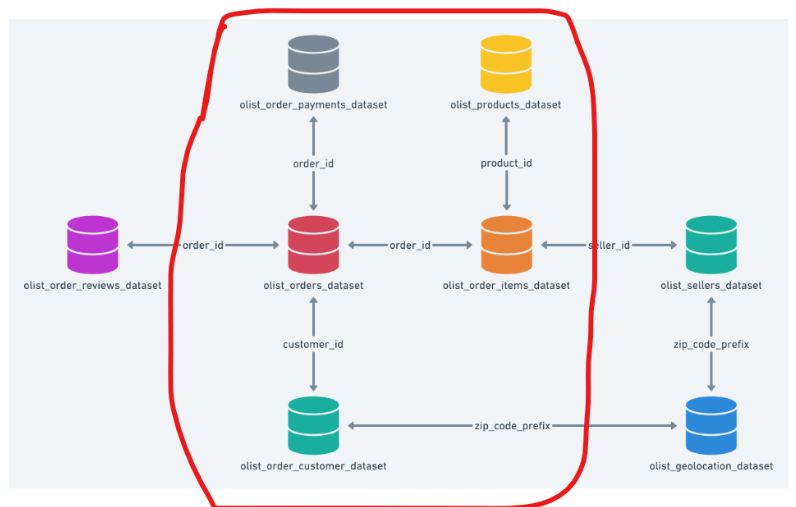 olist_order_payments_dataset
olist_products_dataset
order_id
product_id
order_id
order_id
seller_id
olist_order_reviews_dataset
olist_orders_dataset
olist_order_items_dataset
olist_sellers_dataset
customer_id
zip_code_prefix
zip_code_prefix
olist_order_customer_dataset
olist_geolocation_dataset